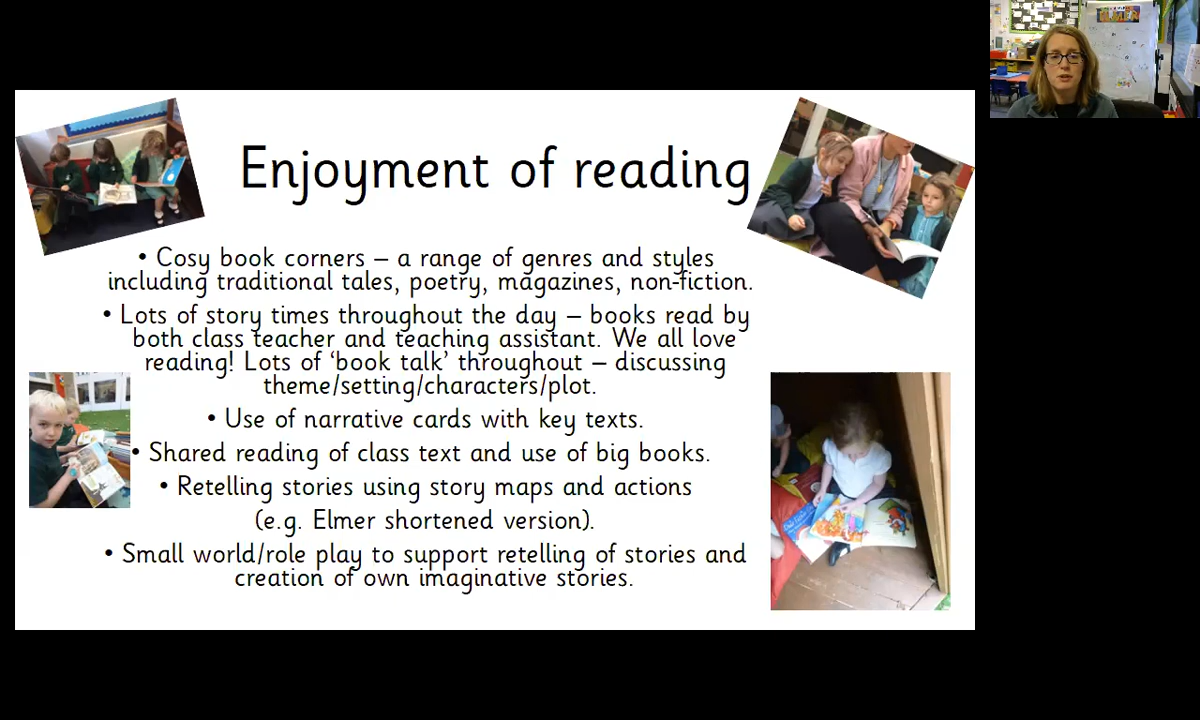 Enjoyment of reading
• Cosy book corners – a range of genres and styles
including traditional tales, poetry, magazines, non-fiction.
• Lots of story times throughout the day – books read by
both class teacher and teaching assistant. We all love
reading! Lots of ‘book talk’ throughout – discussing
theme/setting/characters/plot.
• Use of narrative cards with key texts.
• Shared reading of class text and use of big books.
• Retelling stories using story maps and actions
(e.g. Elmer shortened version).
• Small world/role play to support retelling of stories and
creation of own imaginative stories.